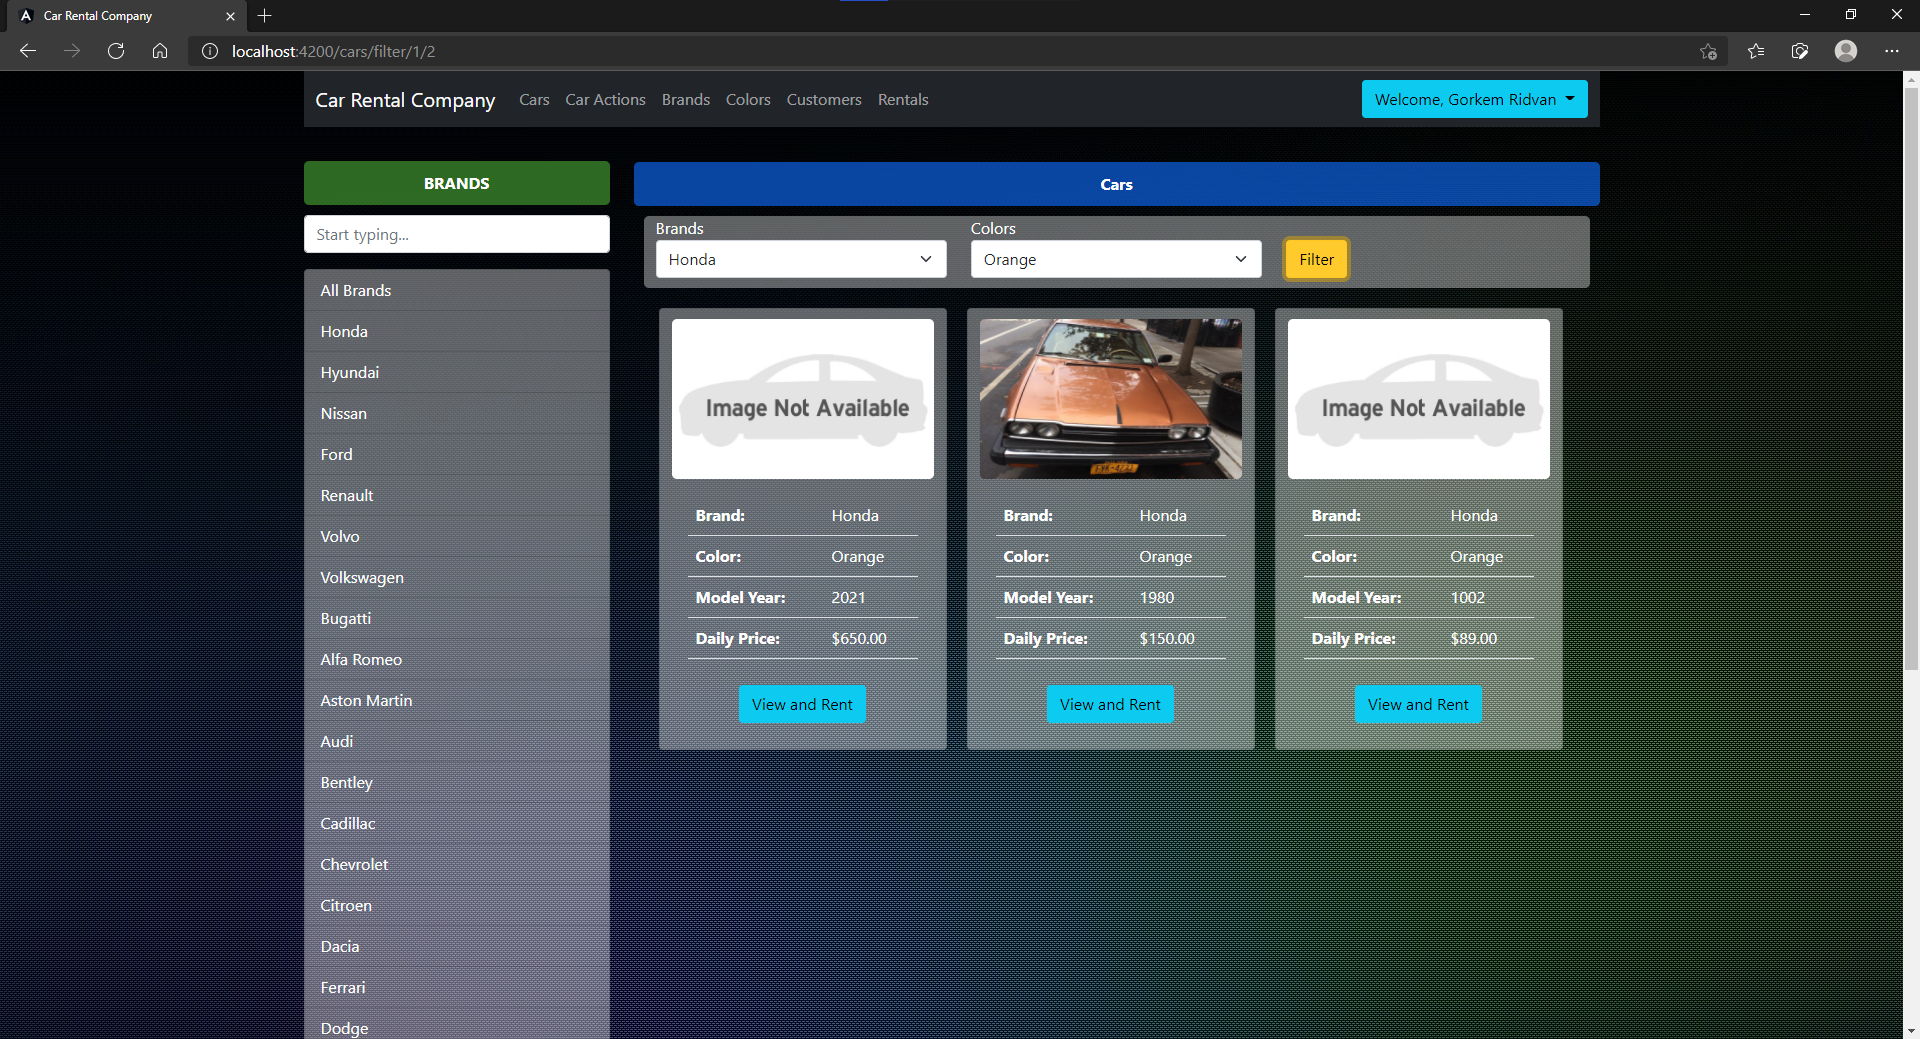 Car Rental Company
localhost:4200/cars/filter/1/2
Car Rental Company Cars Car Actions Brands Colors Customers Rentals Welcome, Gorkem Ridvan
BRANDS
Start typing...
All Brands
Honda
Hyundai
Nissan
Ford
Renault
Volvo
Volkswagen
Bugatti
Alfa Romeo
Aston Martin
Audi
Bentley
Cadillac
Chevrolet
Citroen
Dacia
Ferrari
Dodge
Cars
Brands Colors
Honda Orange Filter
Image Not Available
Brand: Honda
Color: Orange
Model Year: 2021
Daily Price: $650.00
View and Rent
Brand: Honda
Color: Orange
Model Year: 1980
Daily Price: $150.00
View and Rent
Image Not Available
Brand: Honda
Color: Orange
Model Year: 1002
Daily Price: $89.00
View and Rent